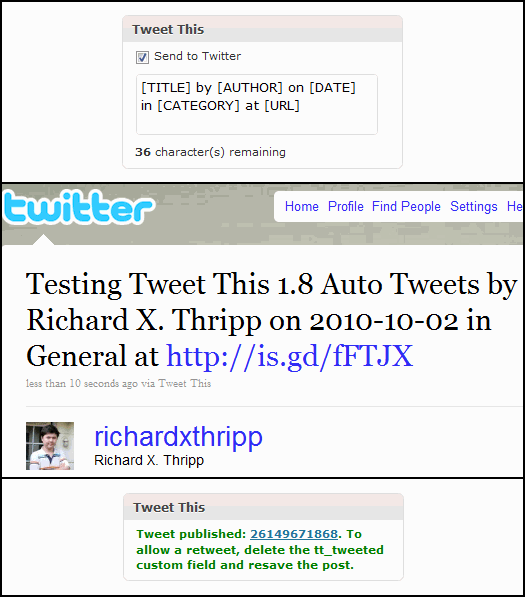 Tweet This
Send to Twitter
[TITLE] by [AUTHOR] on [DATE]
in [CATEGORY] at [URL]
36 character(s) remaining
twitter
Home Profile Find People Settings He
Testing Tweet This 1.8 Auto Tweets by
Richard X. Thripp on 2010-10-02 in
General at http://is.gd/fFTJX
less than 10 seconds ago via Tweet This
richardxthripp
Richard X. Thripp
Tweet This
Tweet published: 26149671868. To
allow a retweet, delete the tt_tweeted
custom field and resave the post.